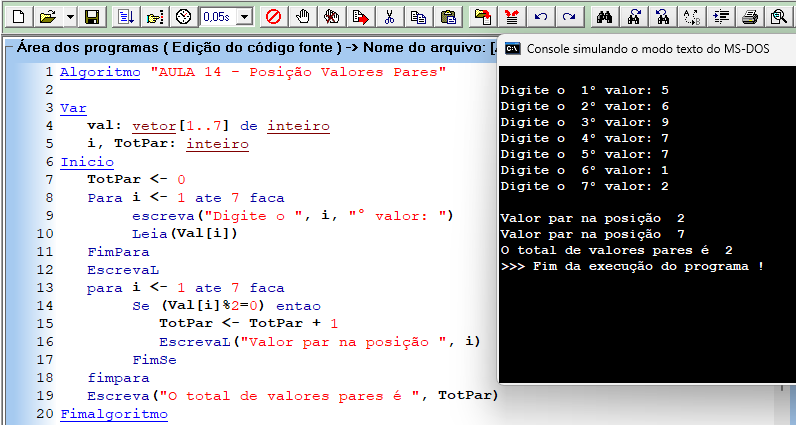 0,05s
Área dos programas ( Edição do código fonte ) -> Nome do arquivo: [
1 Algoritmo "AULA 14 - Posição Valores Pares"
2
3 Var
4 val: vetor[1..7] de inteiro
5 i, TotPar: inteiro
6 Inicio
7 TotPar <- 0
8 Para i <- 1 ate 7 faca
9 escreva("Digite o ", i, "° valor: ")
10 Leia(Val[i])
11 FimPara
12 EscrevaL
13 para i <- 1 ate 7 faca
14 Se (Val[i]%2=0) entao
15 TotPar <- TotPar + 1
16 EscrevaL("Valor par na posição ", i)
17 FimSe
18 fimpara
19 Escreva("O total de valores pares é ", TotPar)
20 Fimalgoritmo
C:\
Console simulando o modo texto do MS-DOS
Digite o  1° valor: 5
Digite o  2° valor: 6
Digite o  3° valor: 9
Digite o  4° valor: 7
Digite o  5° valor: 7
Digite o  6° valor: 1
Digite o  7° valor: 2
Valor par na posição  2
Valor par na posição  7
O total de valores pares é  2
>>> Fim da execução do programa !